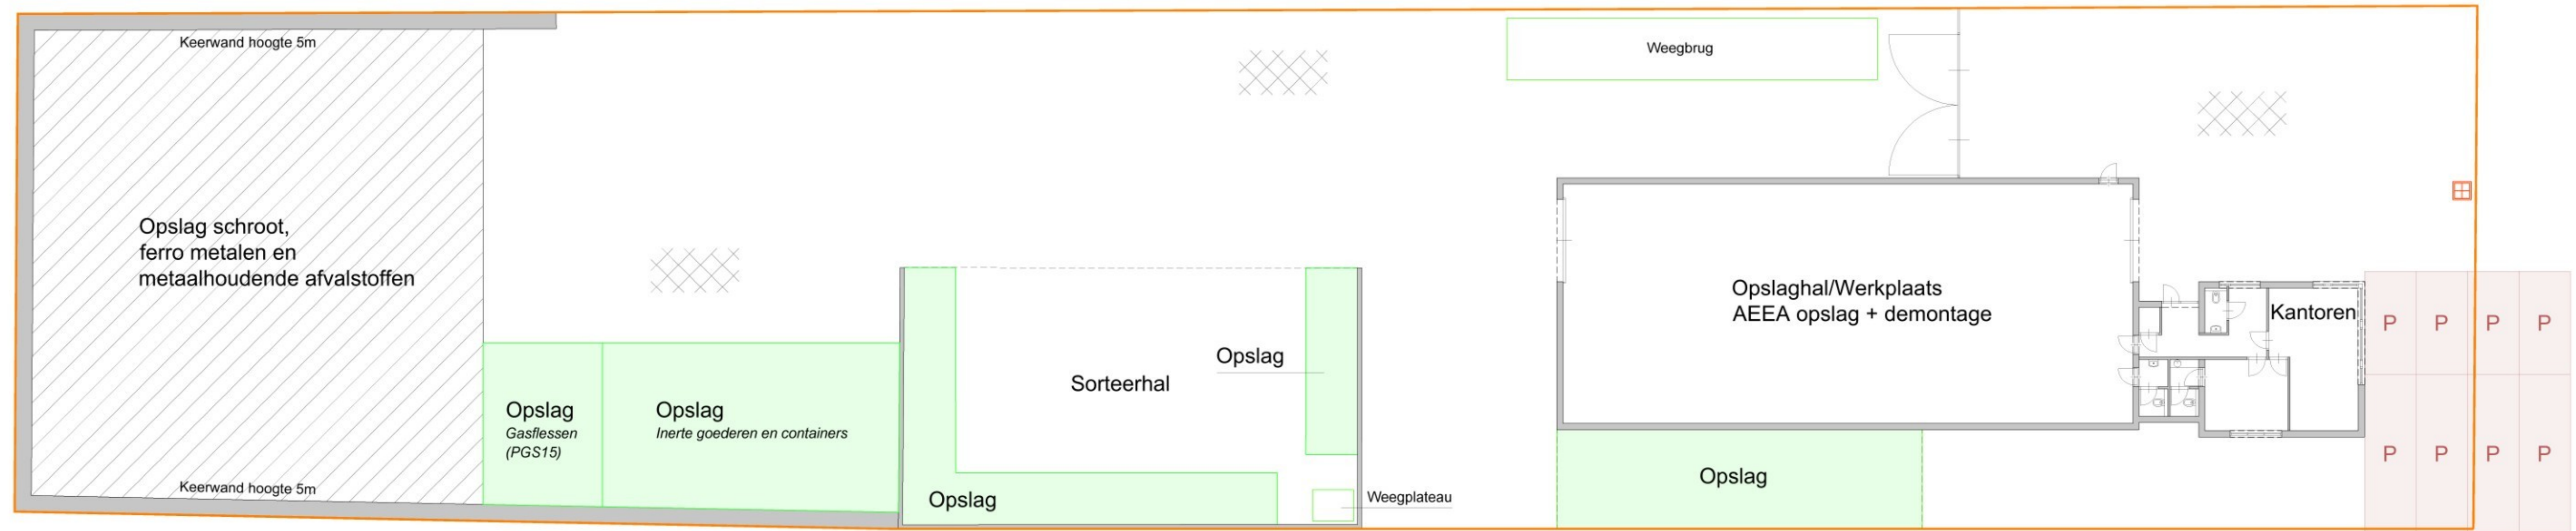 Keerwand hoogte 5m
Weegbrug
Opslag schroot,
ferro metalen en
metaalhoudende afvalstoffen
Opslaghal/Werkplaats
AEEA opslag + demontage
Kantoren
P P P P
Opslag
Sorteerhal
Opslag
Gasflessen
(PGS15)
Opslag
Inerte goederen en containers
P P P P
Opslag
Keerwand hoogte 5m
Opslag
Weegplateau